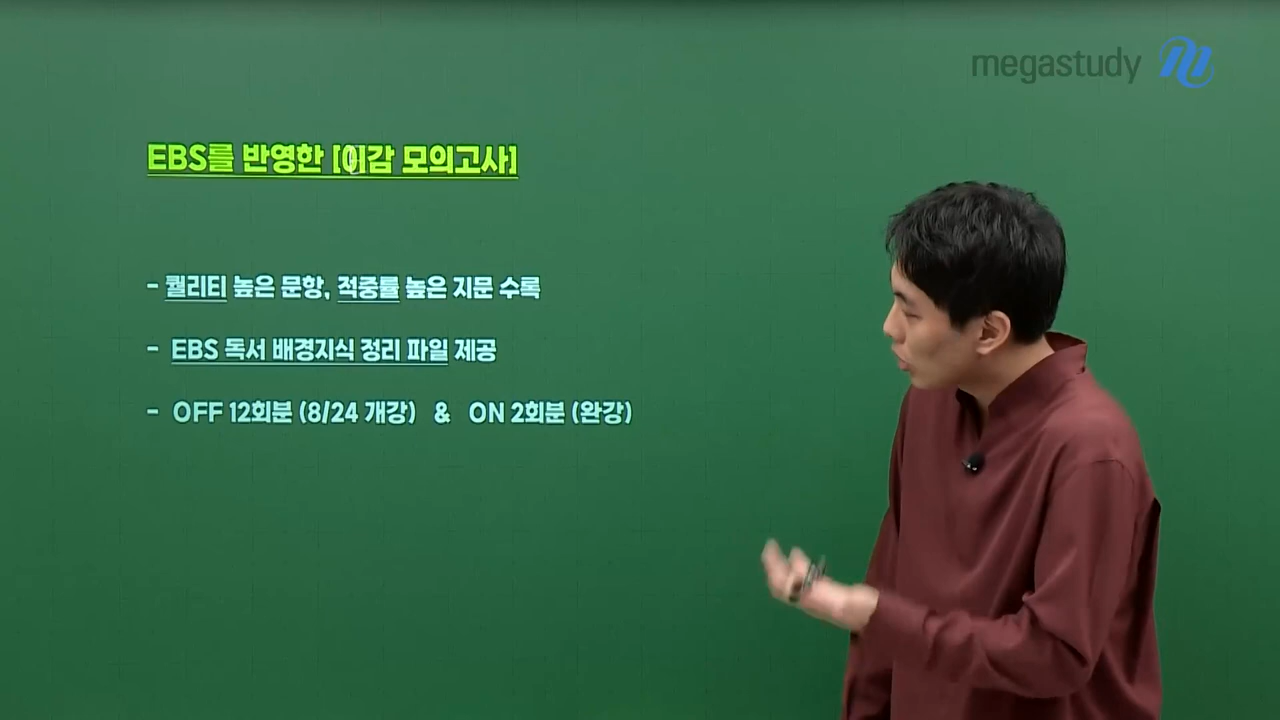 megastudy
EBS를 반영한 [이감 모의고사]
- 퀄리티 높은 문항, 적중률 높은 지문 수록
- EBS 독서 배경지식 정리 파일 제공
- OFF 12회분 (8/24 개강) & ON 2회분 (완강)